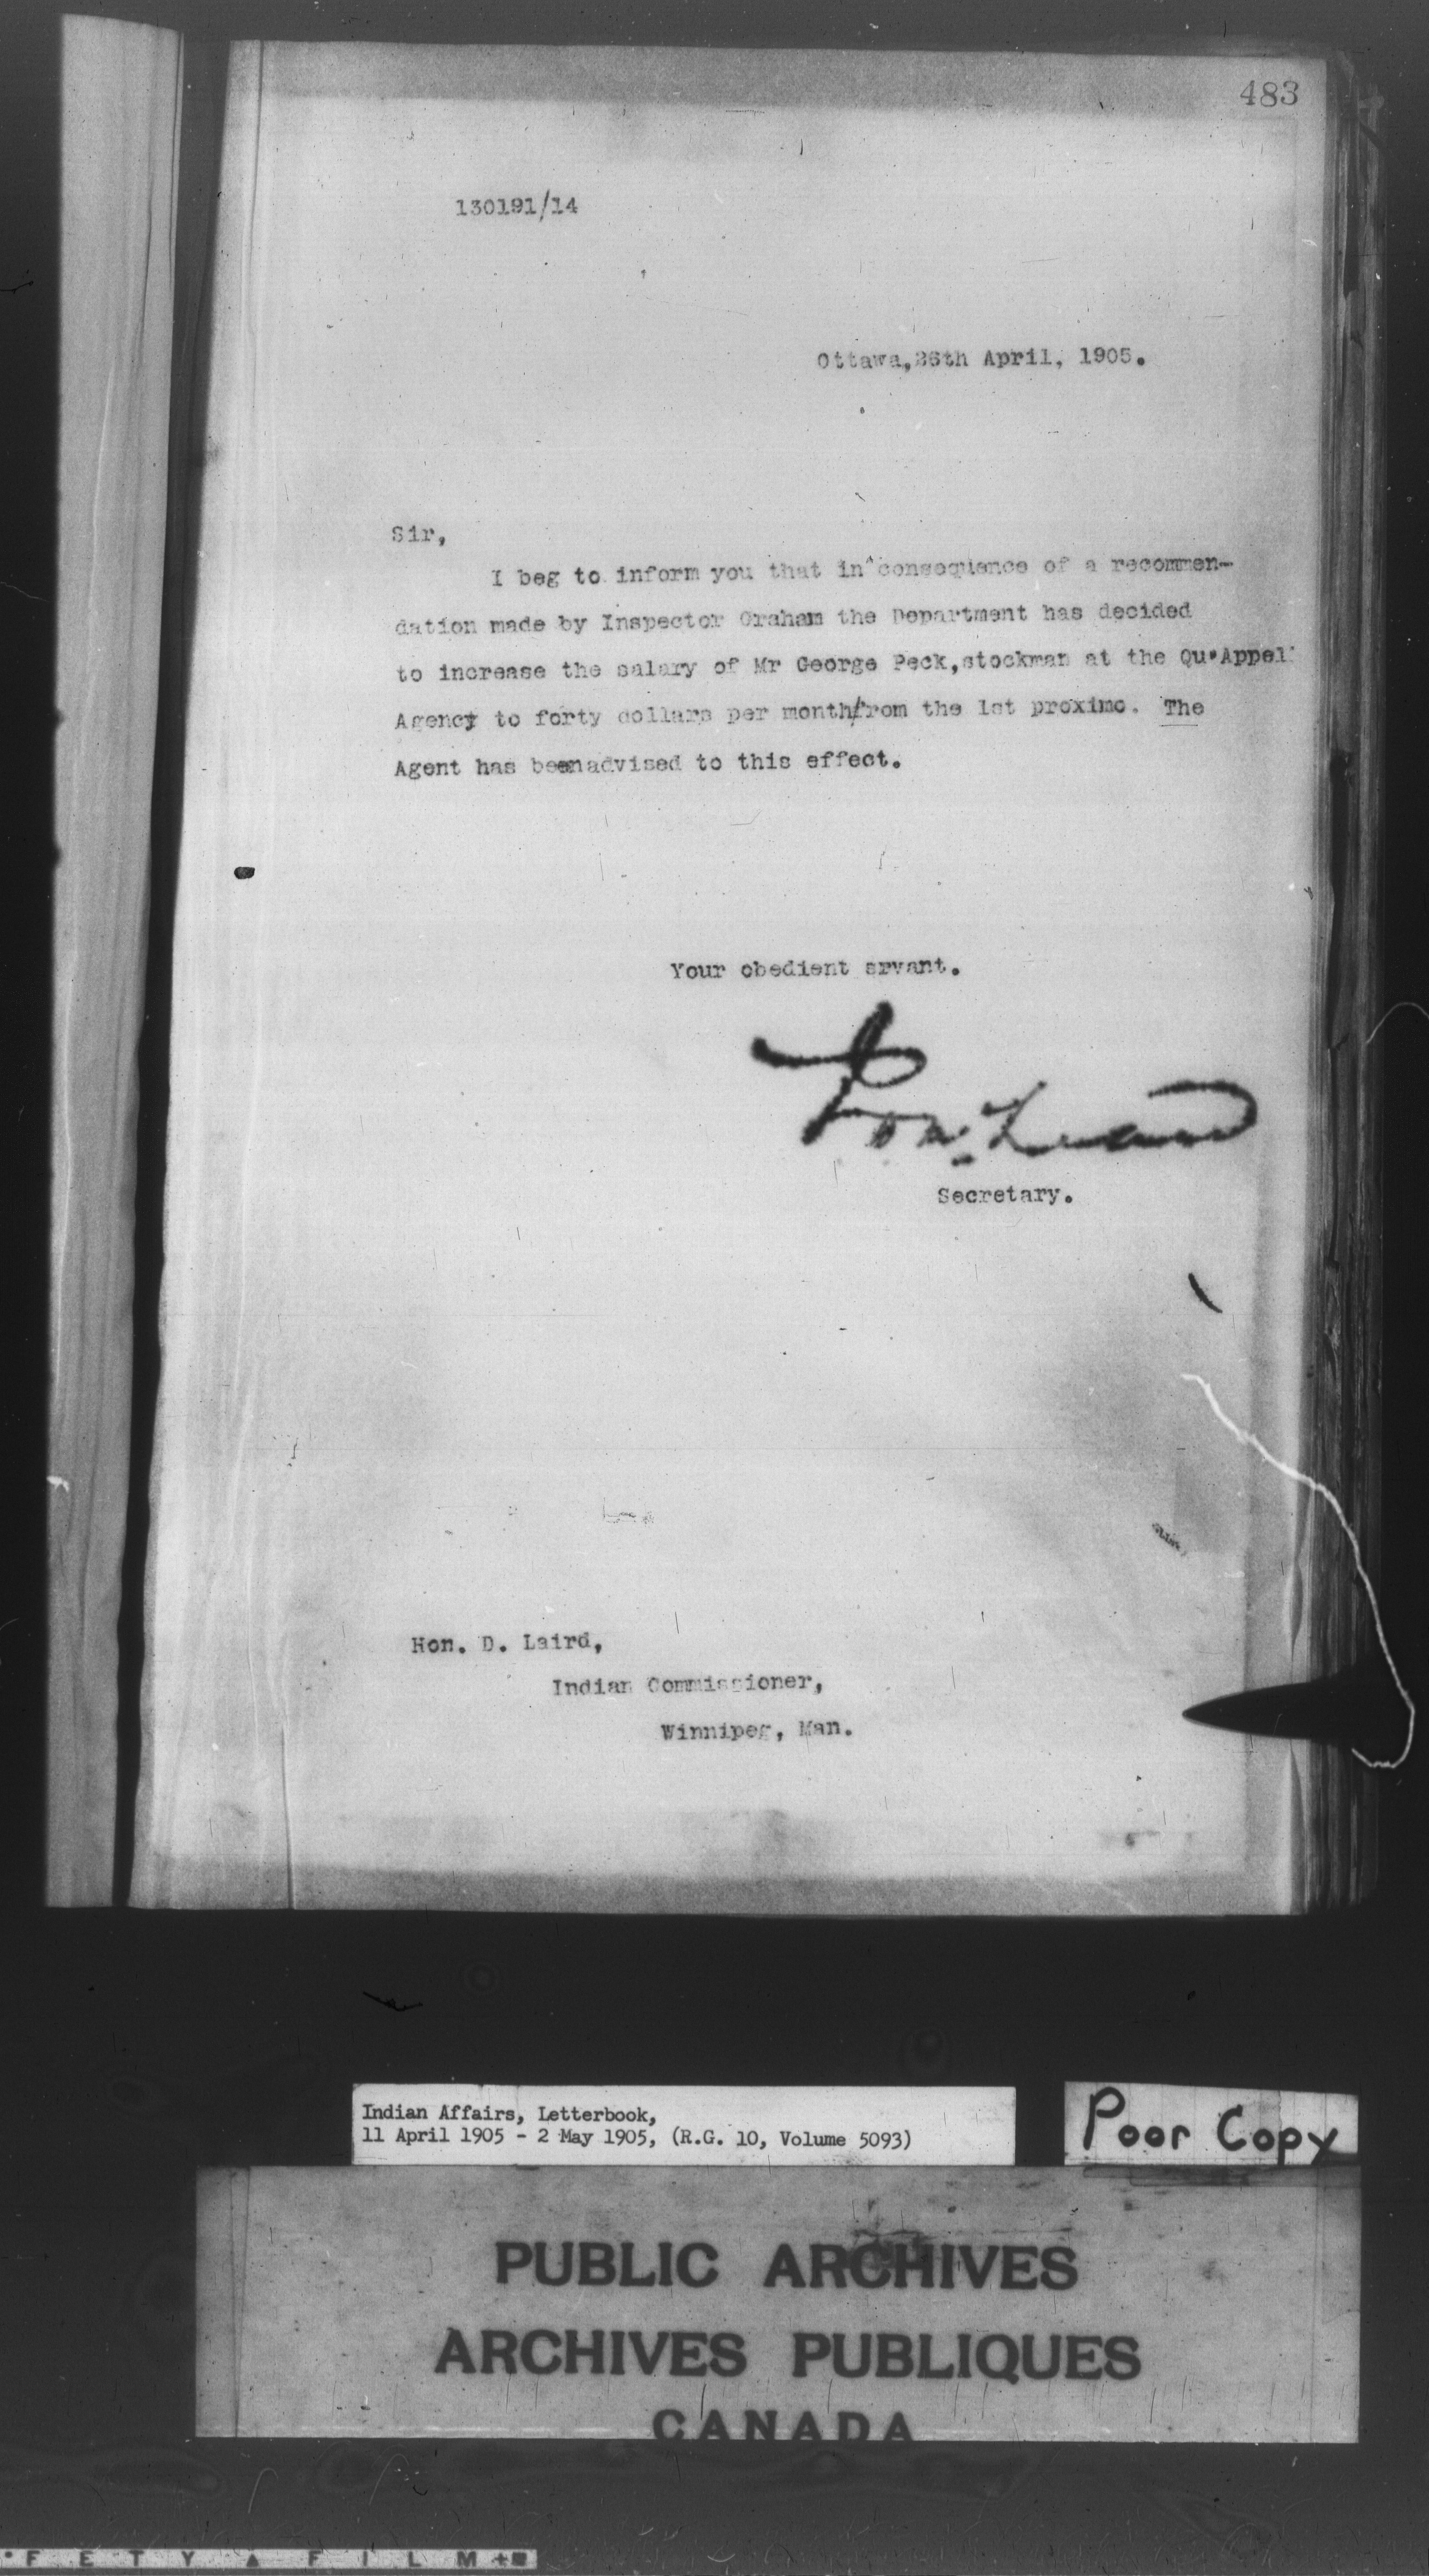 483
130191/14
Ottawa,26th April, 1905.
Sir,
I beg to inform you that in consequence of a recommen-
dation made by Inspector Graham the Department has decided
to increase the salary of Mr George Peck,stockman at the Qu'Appel
Agency to forty dollars per month from the 1st proximo. The
Agent has been advised to this effect.
Your obedient srvant.
Secretary.
Hon. D. Laird,
Indian Commissioner,
Winnipeg, Man.
Indian Affairs, Letterbook,
11 April 1905 - 2 May 1905, (R.G. 10, Volume 5093)
Poor Copy
PUBLIC ARCHIVES
ARCHIVES PUBLIQUES
CANADA
FETY ▲ FILM